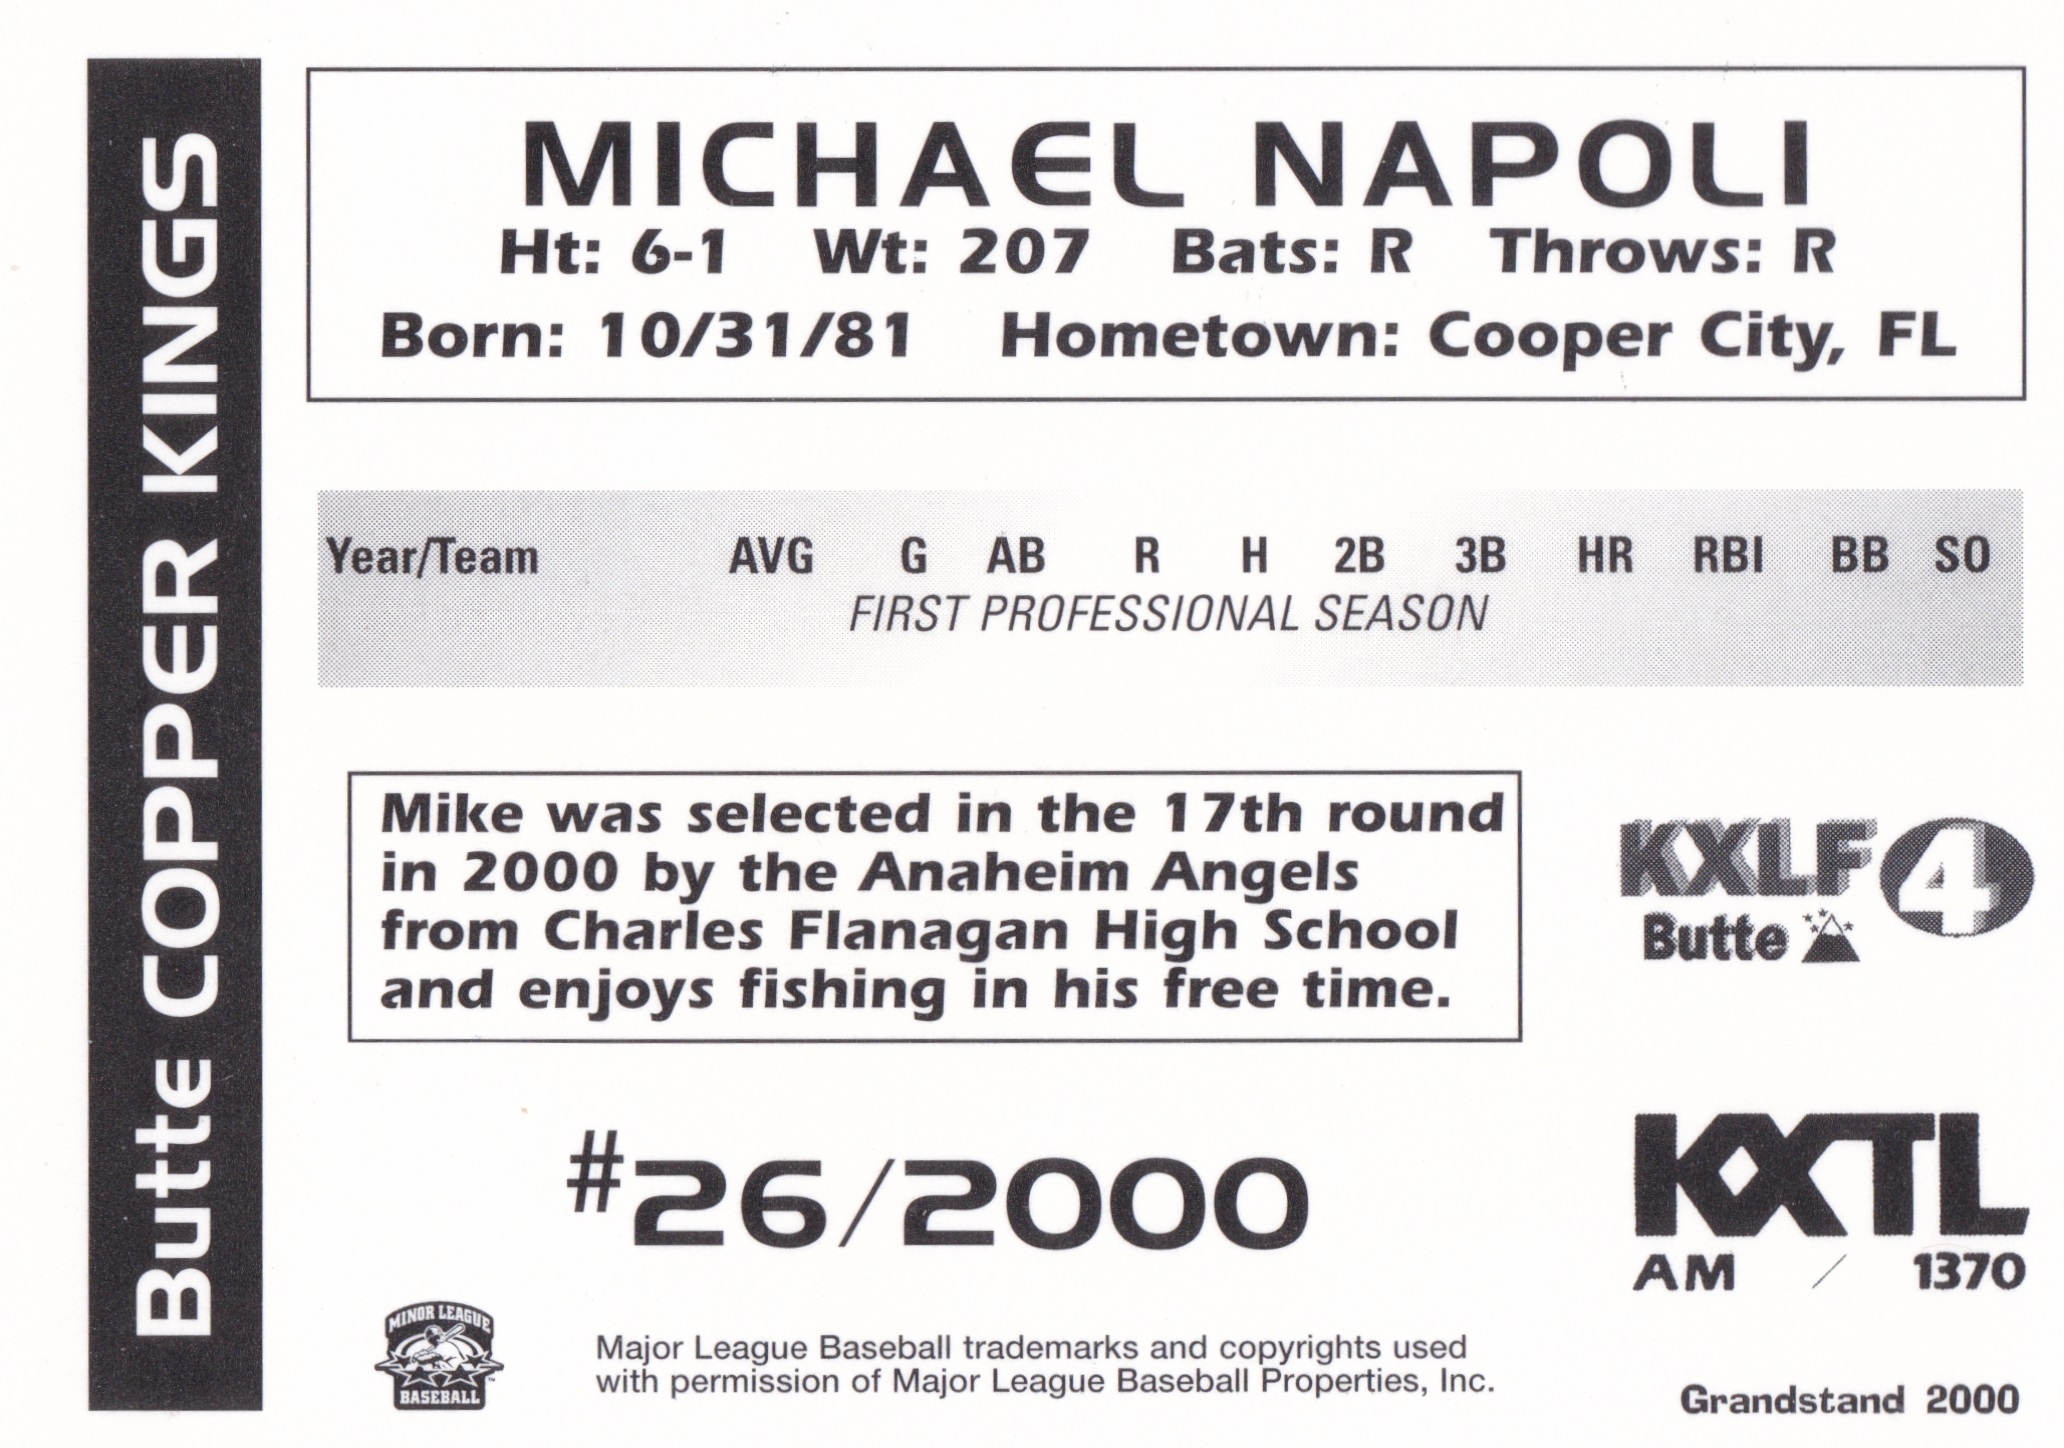 Butte COPPER KINGS
MICHAEL NAPOLI
Ht: 6-1 Wt: 207 Bats: R Throws: R
Born: 10/31/81 Hometown: Cooper City, FL
Year/Team AVG G AB R H 2B 3B HR RBI BB SO
FIRST PROFESSIONAL SEASON
Mike was selected in the 17th round
in 2000 by the Anaheim Angels
from Charles Flanagan High School
and enjoys fishing in his free time.
KXLF 4
Butte
#26/2000
KXTL
AM / 1370
MINOR LEAGUE
BASEBALL
TM
Major League Baseball trademarks and copyrights used
with permission of Major League Baseball Properties, Inc.
Grandstand 2000